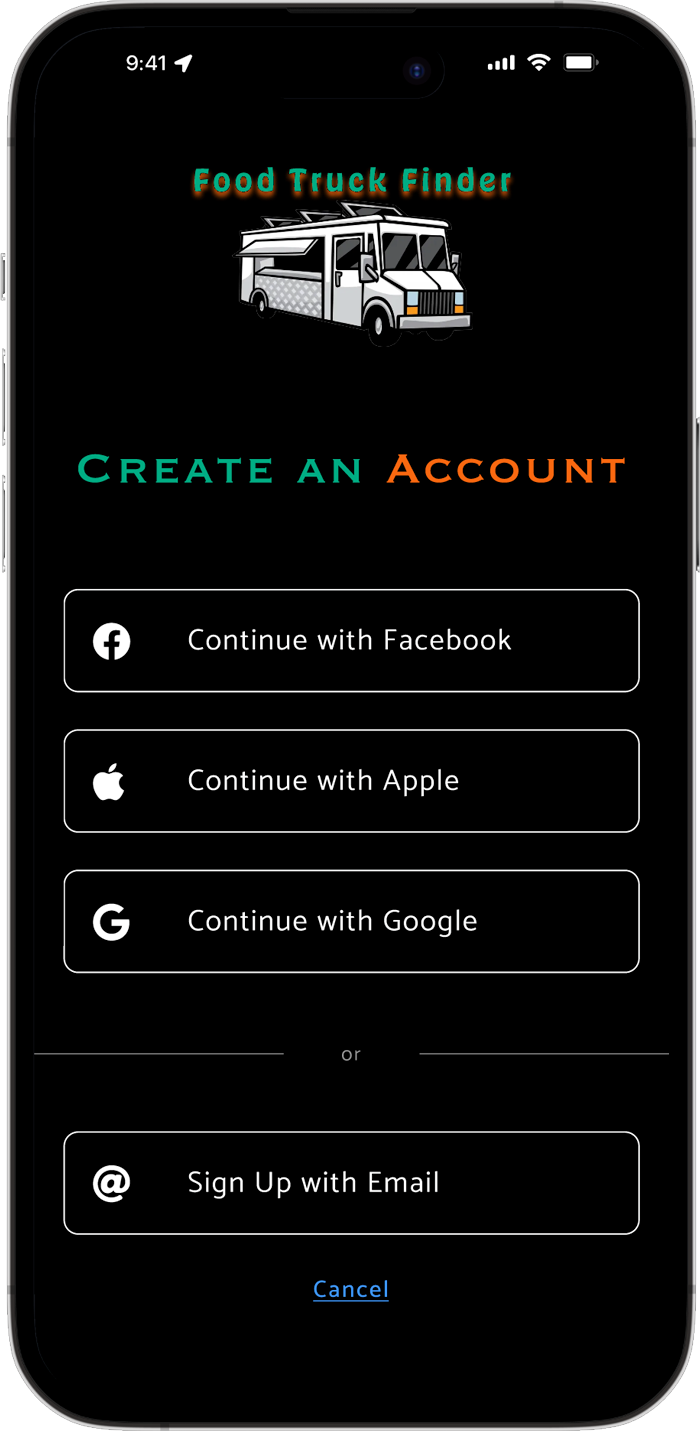 9:41
Food Truck Finder
Create an Account
Continue with Facebook
Continue with Apple
Continue with Google
or
Sign Up with Email
Cancel